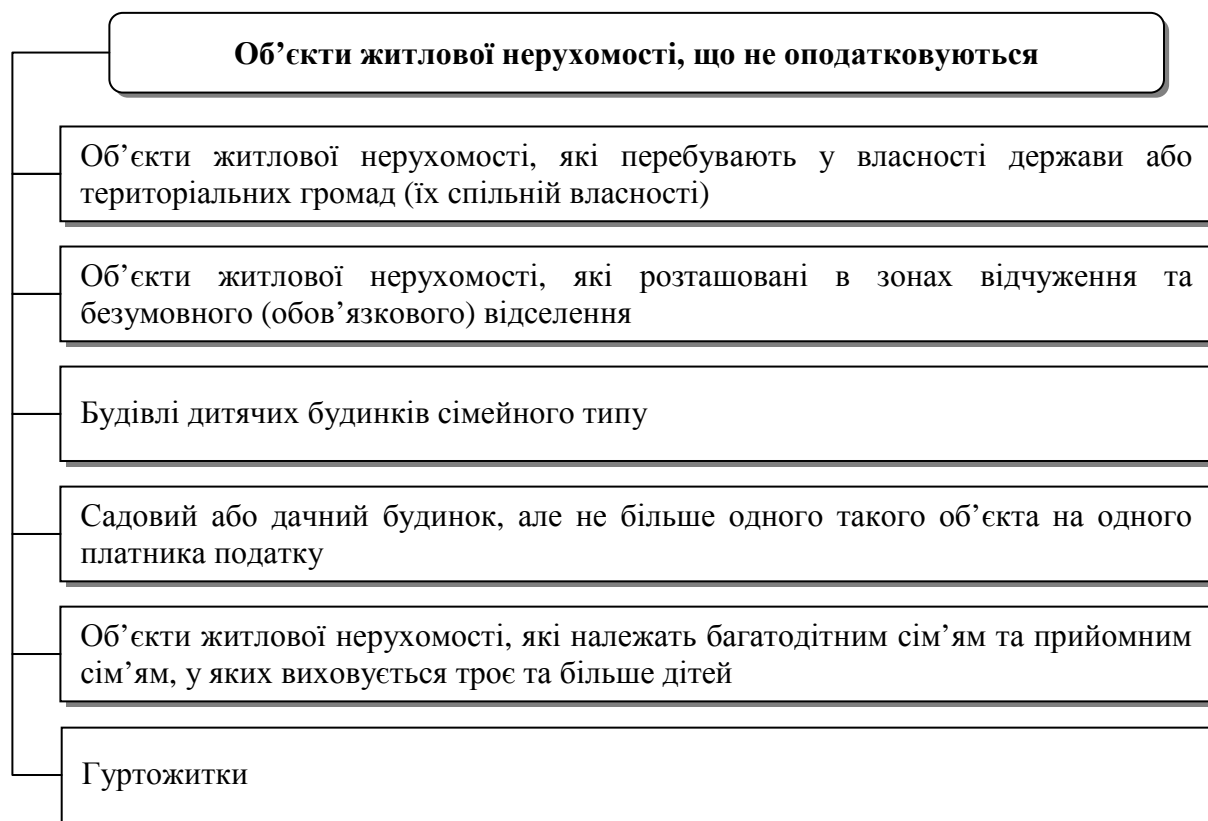 Об’єкти житлової нерухомості, що не оподатковуються
Об’єкти житлової нерухомості, які перебувають у власності держави або
територіальних громад (їх спільній власності)
Об’єкти житлової нерухомості, які розташовані в зонах відчуження та
безумовного (обов’язкового) відселення
Будівлі дитячих будинків сімейного типу
Садовий або дачний будинок, але не більше одного такого об’єкта на одного
платника податку
Об’єкти житлової нерухомості, які належать багатодітним сім’ям та прийомним
сім’ям, у яких виховується троє та більше дітей
Гуртожитки